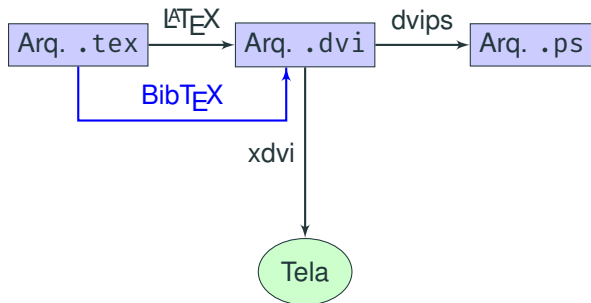 LATEX
dvips
Arq. .tex
Arq. .dvi
Arq. .ps
BibTEX
xdvi
Tela